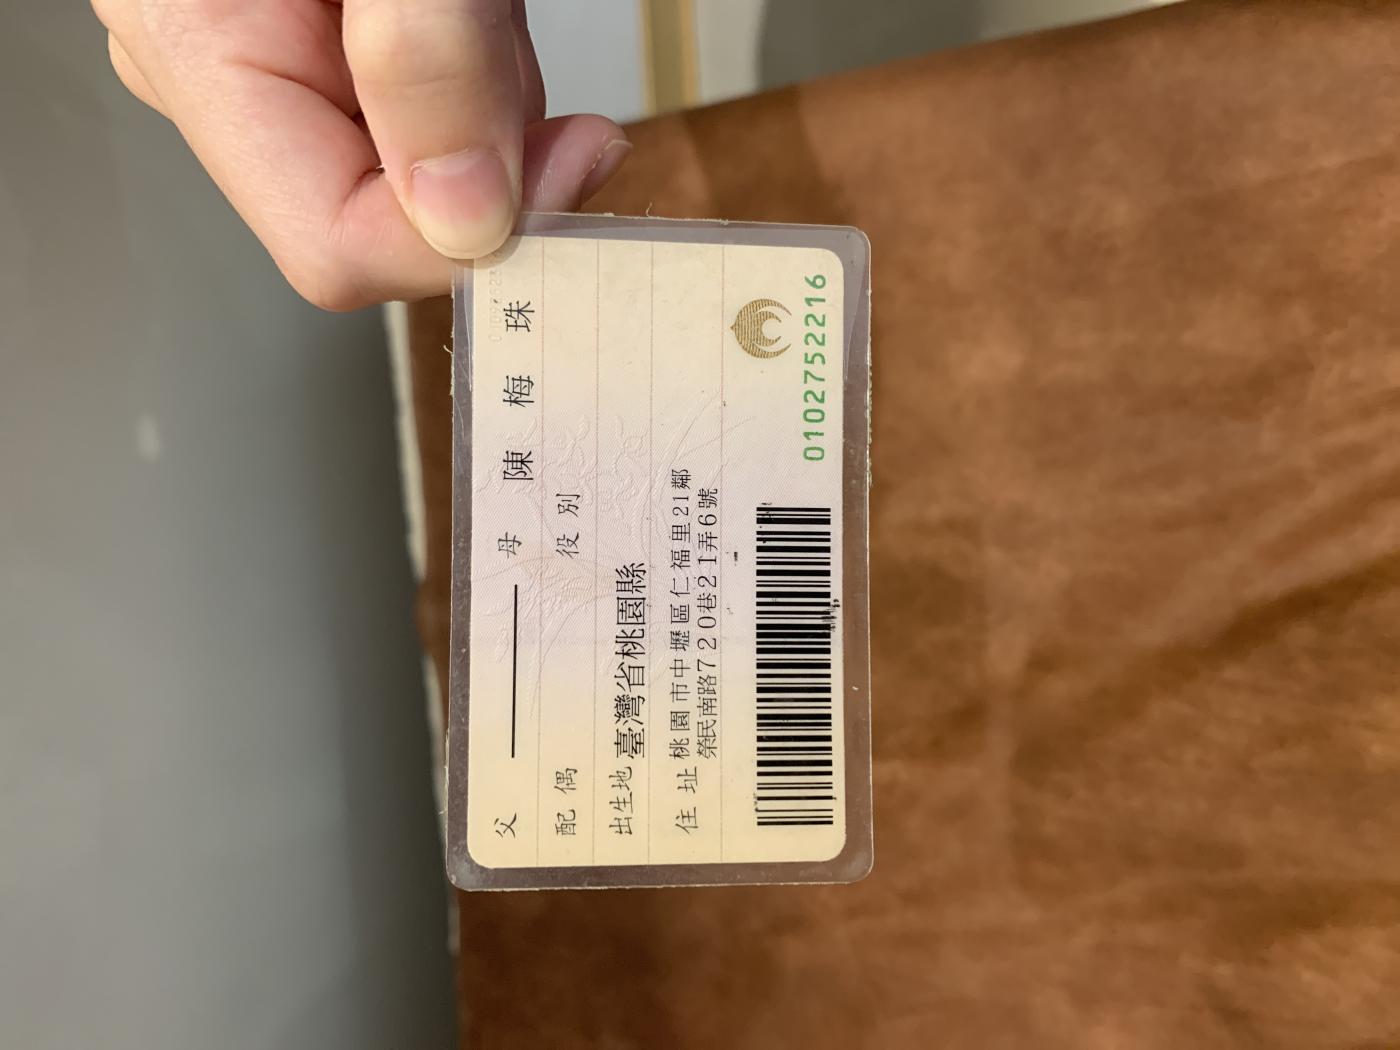 父 母 陳梅珠
配偶 役別
出生地 臺灣省桃園縣
住址 桃園市中壢區仁福里21鄰
榮民南路720巷21弄6號
0102752216